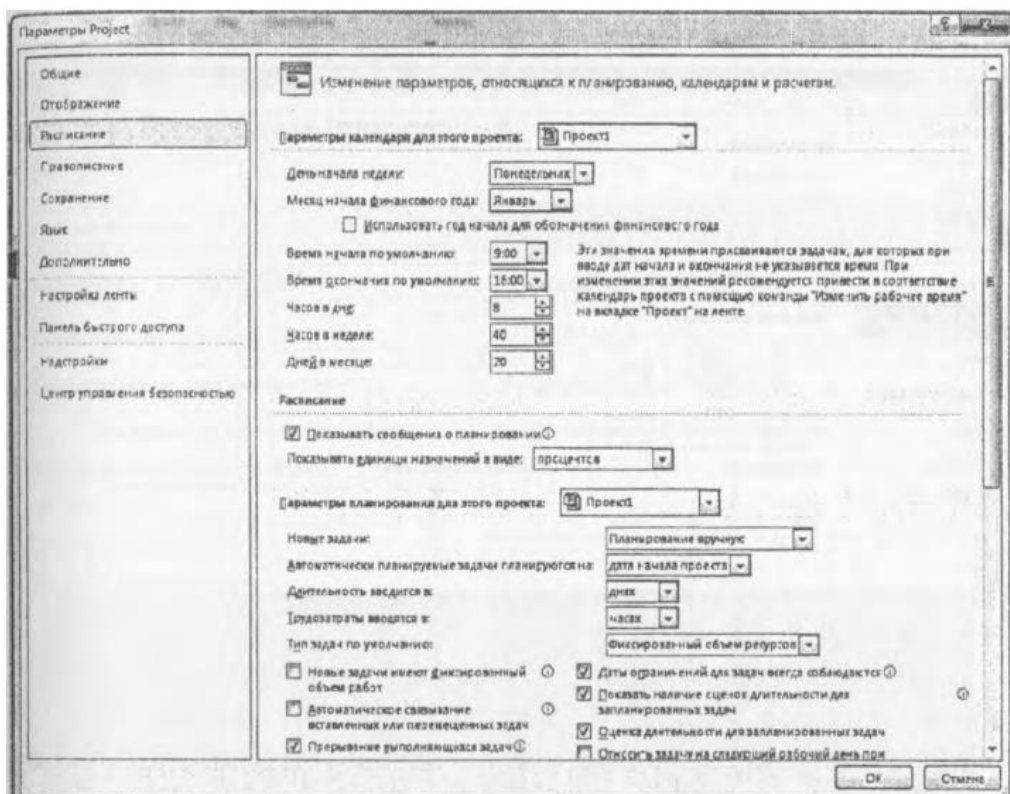 Параметры Project
Общие
Отображение
Расписание
Правописание
Сохранение
Язык
Дополнительно
Настройка ленты
Панель быстрого доступа
Надстройки
Центр управления безопасностью
Изменение параметров, относящихся к планированию, календарям и расчетам.
Параметры календаря для этого проекта: Проект1
День начала недели: Понедельник
Месяц начала финансового года: Январь
Использовать год начала для обозначения финансового года
Время начала по умолчанию: 9:00
Время окончания по умолчанию: 18:00
Часов в дне: 8
Часов в неделе: 40
Дней в месяце: 20
Эти значения времени присваиваются задачам, для которых при
вводе дат начала и окончания не указывается время. При
изменении этих значений рекомендуется привести в соответствие
календарь проекта с помощью команды "Изменить рабочее время"
на вкладке "Проект" на ленте.
Расписание
Показывать сообщения о планировании
Показывать единицы назначений в виде: процентов
Параметры планирования для этого проекта: Проект1
Новые задачи: Планирование вручную
Автоматически планируемые задачи планируются на: дата начала проекта
Длительность вводится в: днях
Трудозатраты вводятся в: часах
Тип задач по умолчанию: Фиксированный объем ресурсов
Новые задачи имеют фиксированный
объем работ
Автоматическое связывание
вставленных или перемещенных задач
Прерывание выполняющихся задач
Даты ограничений для задач всегда соблюдаются
Показать наличие оценок длительности для
запланированных задач
Оценка длительности для запланированных задач
Относить задачу на следующий рабочий день при
ОК
Отмена